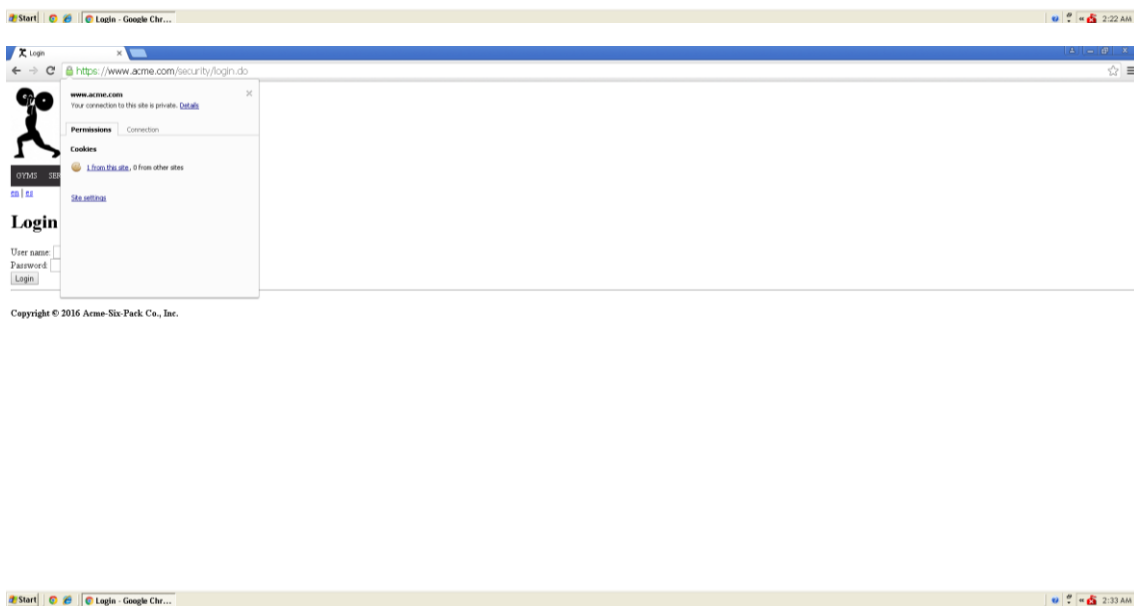 Start Login - Google Chr... 2:22 AM
Login
https://www.acme.com/security/login.do
www.acme.com
Your connection to this site is private. Details
Permissions Connection
Cookies
1 from this site, 0 from other sites
GYMS SER
en | es
Site settings
Login
User name:
Password:
Login
Copyright © 2016 Acme-Six-Pack Co., Inc.
Start Login - Google Chr... 2:33 AM